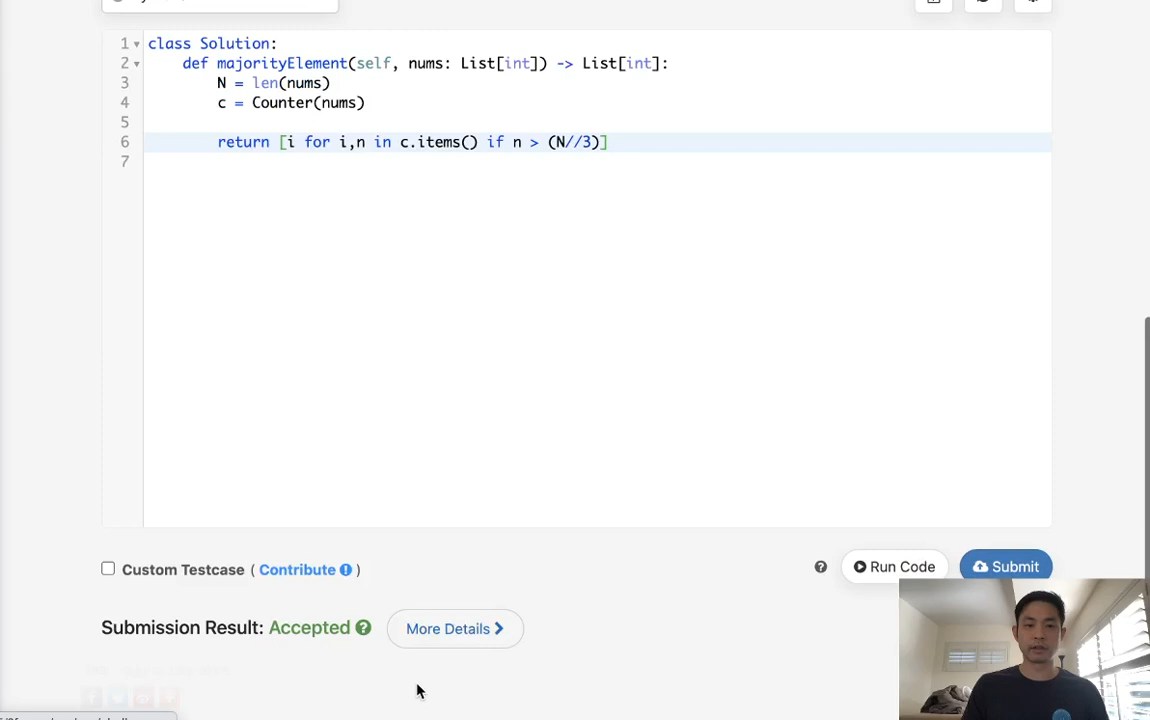 1 class Solution:
2 def majorityElement(self, nums: List[int]) -> List[int]:
3 N = len(nums)
4 c = Counter(nums)
5
6 return [i for i,n in c.items() if n > (N//3)]
7
Custom Testcase ( Contribute )
Run Code
Submit
Submission Result: Accepted
More Details